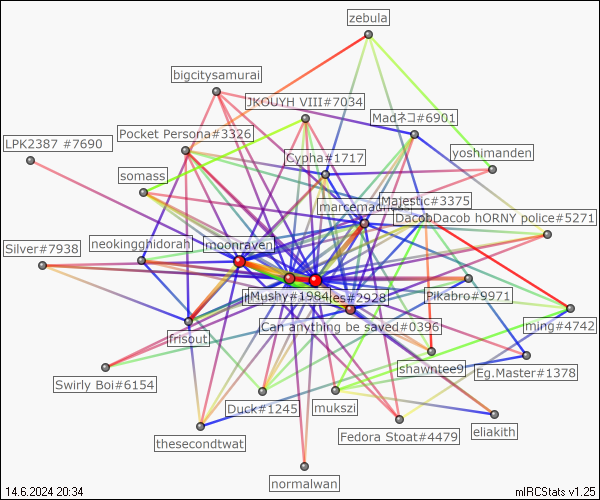 zebula
bigcitysamurai
JKOUYH VIII#7034
Madネコ#6901
Pocket Persona#3326
LPK2387 #7690
Cypha#1717
yoshimanden
somass
Majestic#3375
DacobDacob hORNY police#5271
neokingghidorah
moonraven
Silver#7938
Mushy#1984
es#2928
Pikabro#9971
Can anything be saved#0396
ming#4742
frisout
shawntee9
Eg.Master#1378
Swirly Boi#6154
Duck#1245
mukszi
Fedora Stoat#4479
eliakith
thesecondtwat
normalwan
14.6.2024 20:34
mIRCStats v1.25